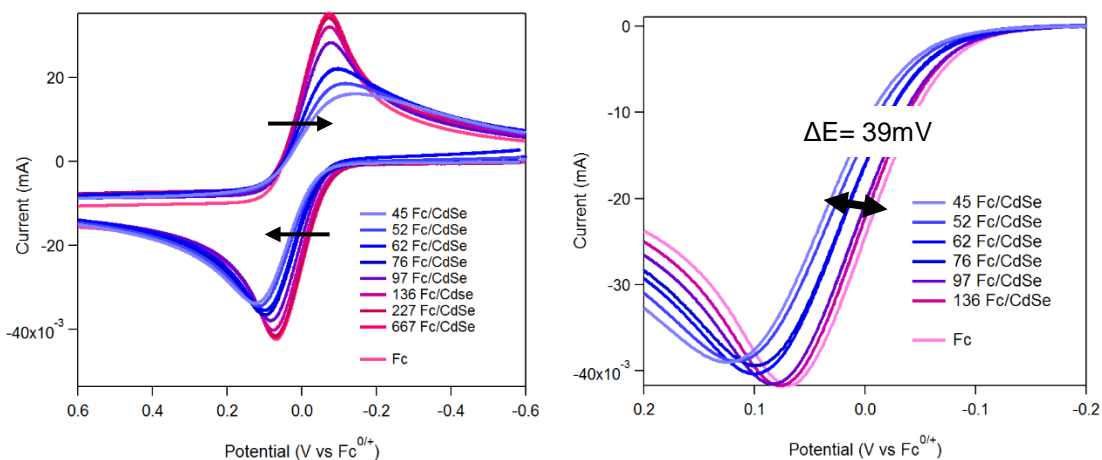 Current (mA)
20
0
-20
-40x10⁻³
45 Fc/CdSe
52 Fc/CdSe
62 Fc/CdSe
76 Fc/CdSe
97 Fc/CdSe
136 Fc/CdSe
227 Fc/CdSe
667 Fc/CdSe
Fc
0.6 0.4 0.2 0.0 -0.2 -0.4 -0.6
Potential (V vs Fc⁰/⁺)
Current (mA)
0
-10
-20
-30
-40x10⁻³
ΔE= 39mV
45 Fc/CdSe
52 Fc/CdSe
62 Fc/CdSe
76 Fc/CdSe
97 Fc/CdSe
136 Fc/CdSe
Fc
0.2 0.1 0.0 -0.1 -0.2
Potential (V vs Fc⁰/⁺)